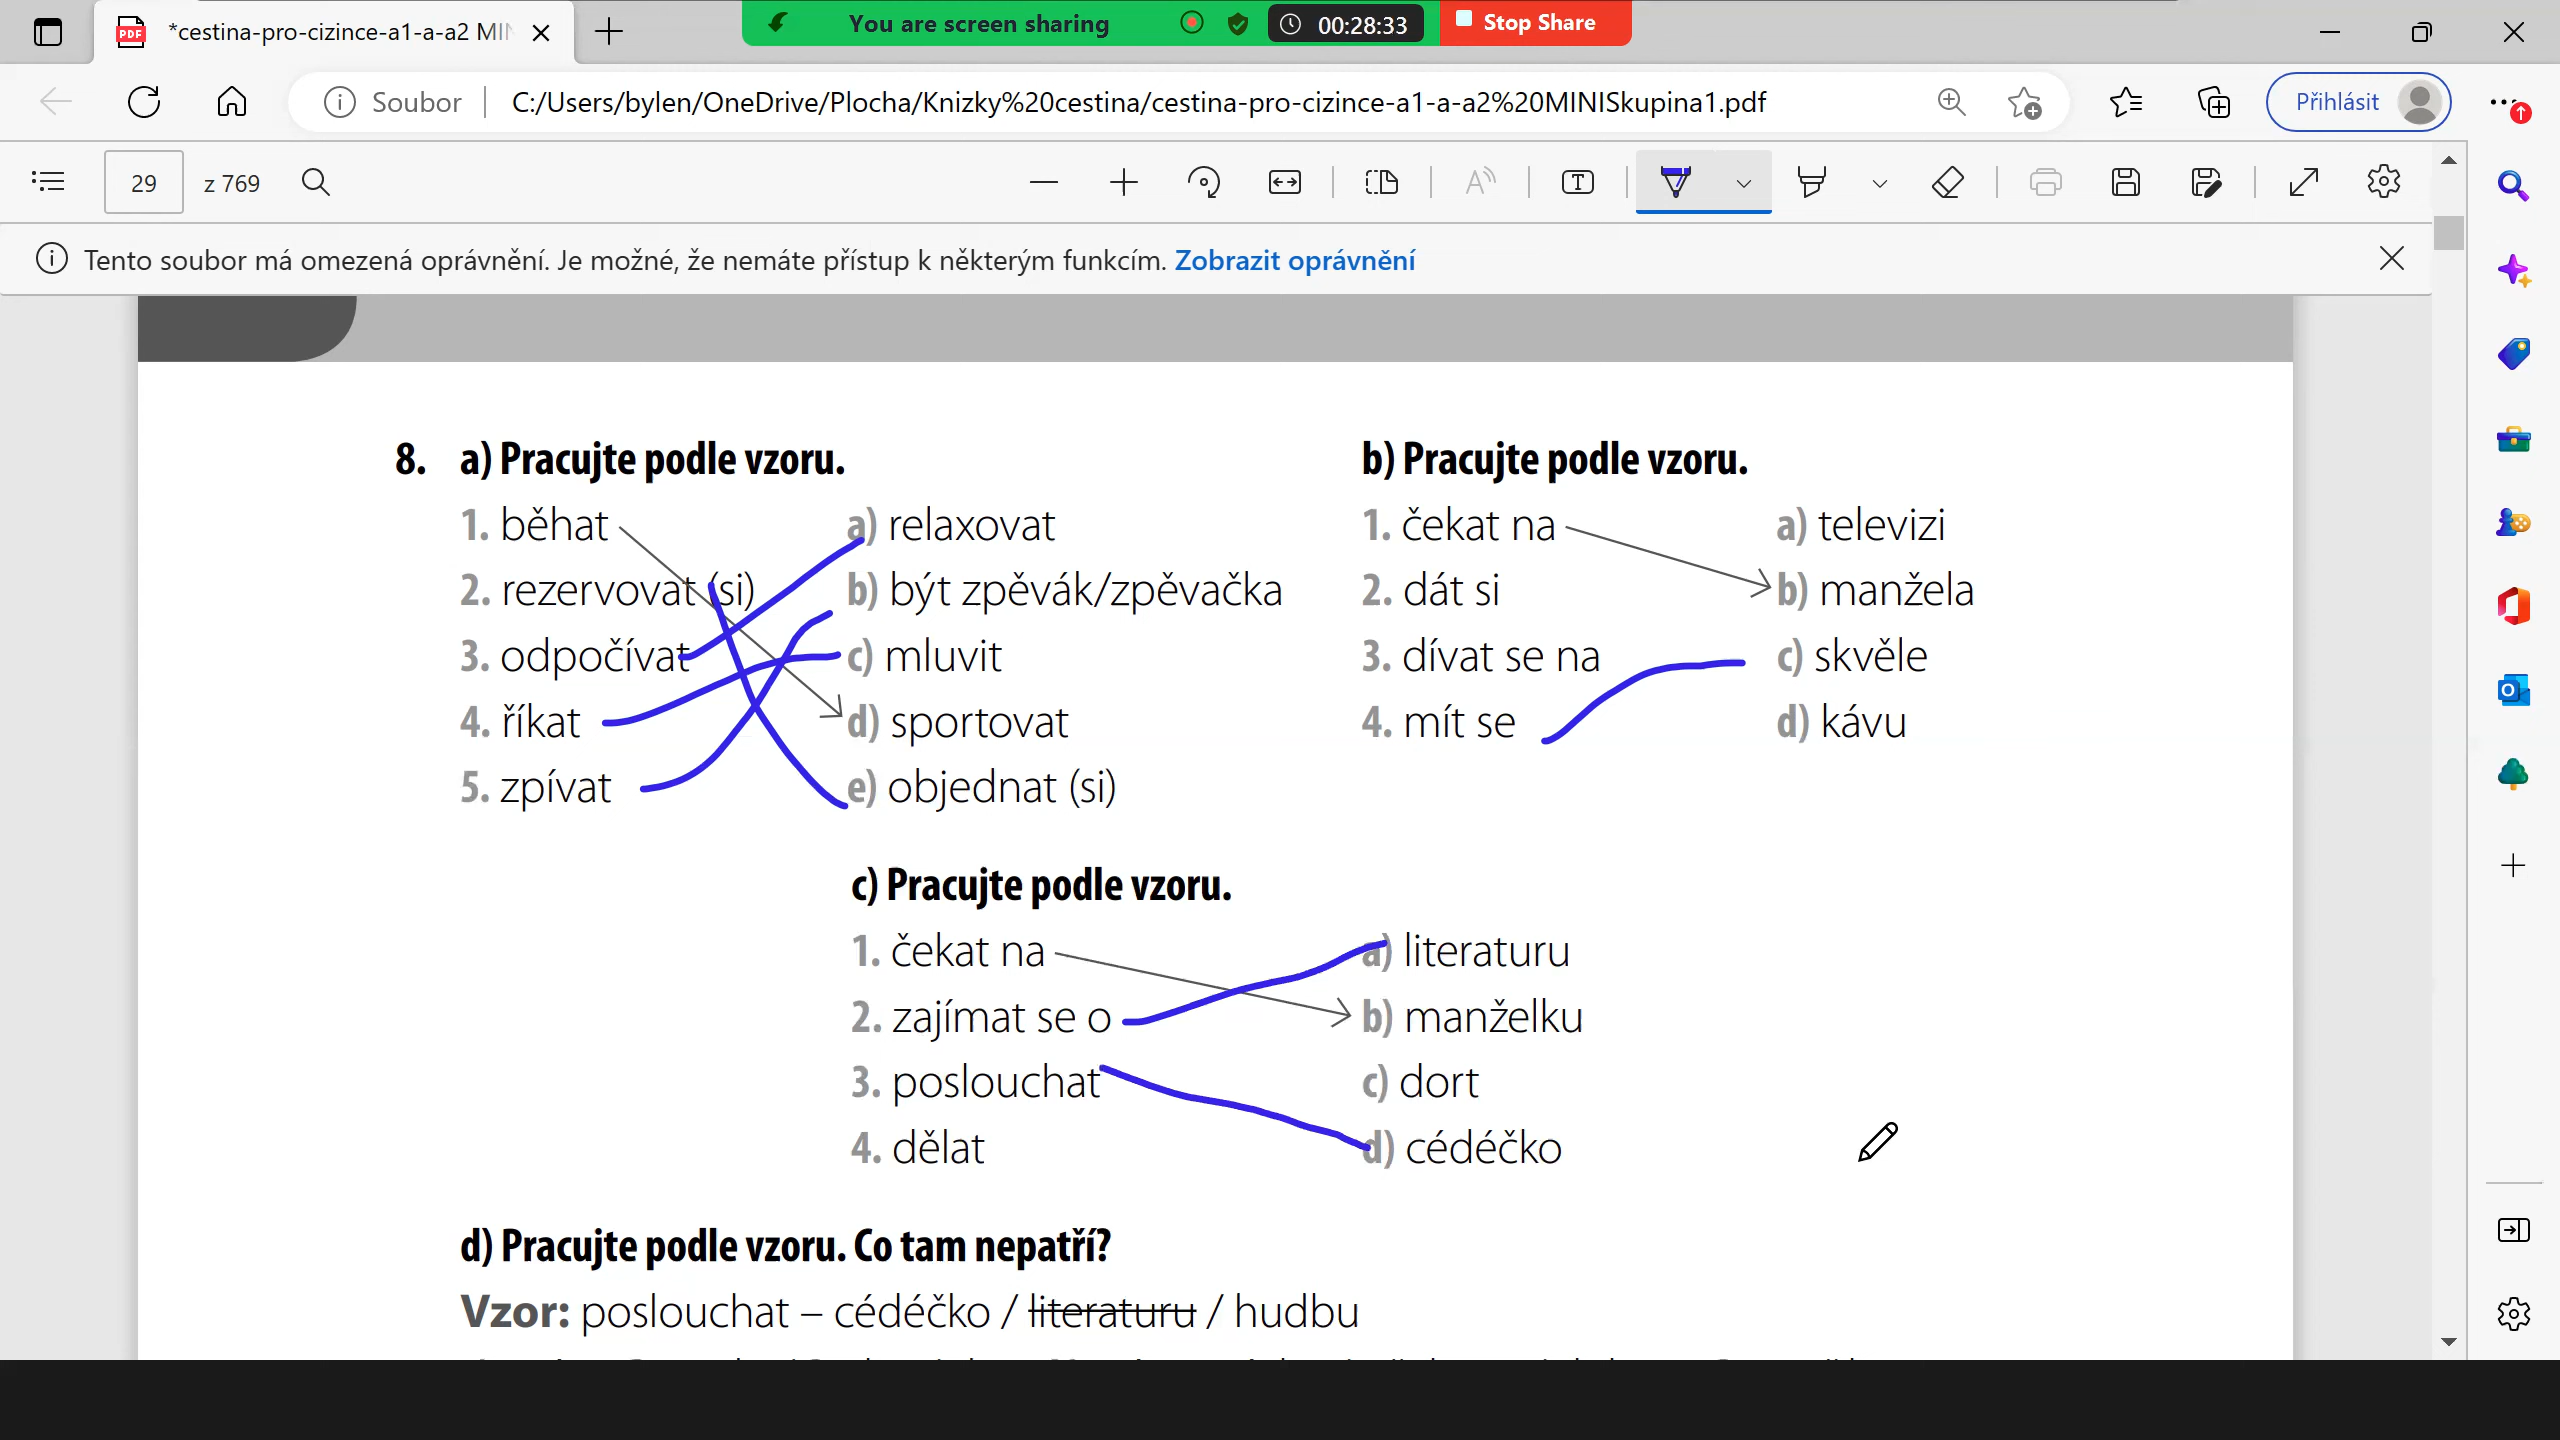 *cestina-pro-cizince-a1-a-a2 MIN
You are screen sharing
00:28:33
Stop Share
Soubor
C:/Users/bylen/OneDrive/Plocha/Knizky%20cestina/cestina-pro-cizince-a1-a-a2%20MINISkupina1.pdf
Přihlásit
29
z 769
Tento soubor má omezená oprávnění. Je možné, že nemáte přístup k některým funkcím. Zobrazit oprávnění
8. a) Pracujte podle vzoru.
1. běhat
2. rezervovat (si)
3. odpočívat
4. říkat
5. zpívat
a) relaxovat
b) být zpěvák/zpěvačka
c) mluvit
d) sportovat
e) objednat (si)
b) Pracujte podle vzoru.
1. čekat na
2. dát si
3. dívat se na
4. mít se
a) televizi
b) manžela
c) skvěle
d) kávu
c) Pracujte podle vzoru.
1. čekat na
2. zajímat se o
3. poslouchat
4. dělat
a) literaturu
b) manželku
c) dort
d) cédéčko
d) Pracujte podle vzoru. Co tam nepatří?
Vzor: poslouchat – cédéčko / literaturu / hudbu